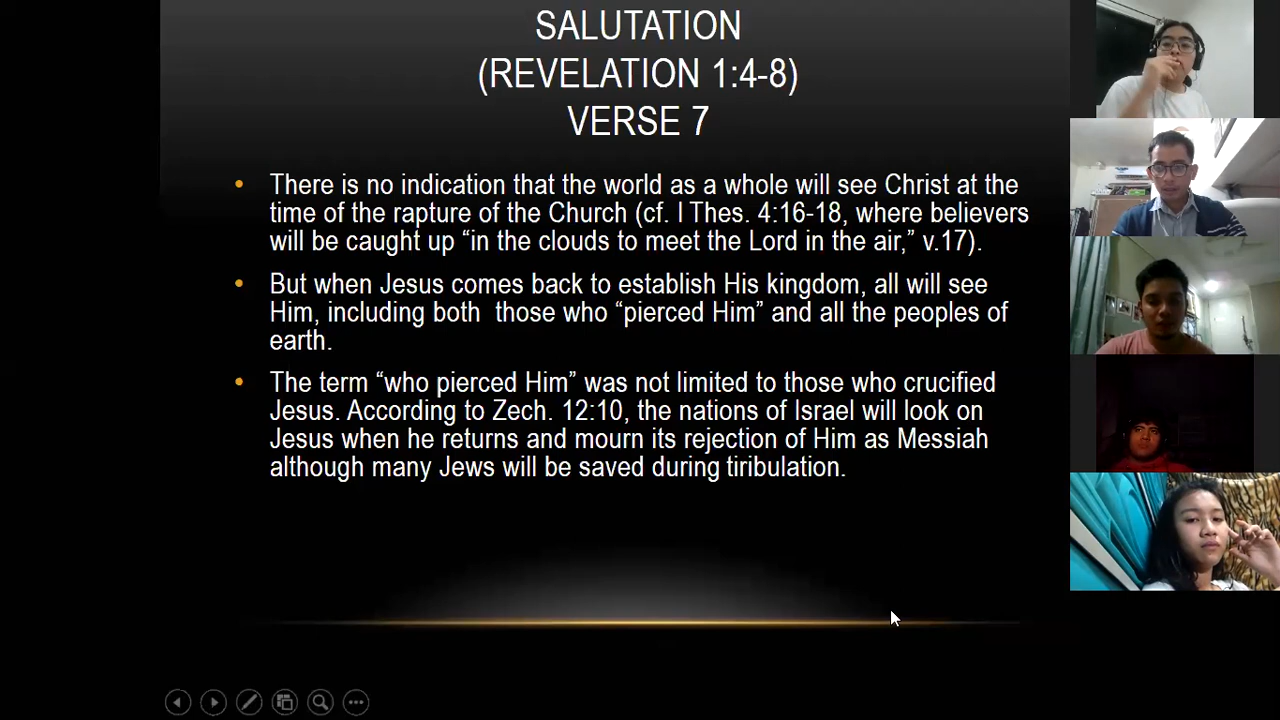 SALUTATION
(REVELATION 1:4-8)
VERSE 7
• There is no indication that the world as a whole will see Christ at the
time of the rapture of the Church (cf. I Thes. 4:16-18, where believers
will be caught up “in the clouds to meet the Lord in the air,” v.17).
• But when Jesus comes back to establish His kingdom, all will see
Him, including both those who “pierced Him” and all the peoples of
earth.
• The term “who pierced Him” was not limited to those who crucified
Jesus. According to Zech. 12:10, the nations of Israel will look on
Jesus when he returns and mourn its rejection of Him as Messiah
although many Jews will be saved during tiribulation.